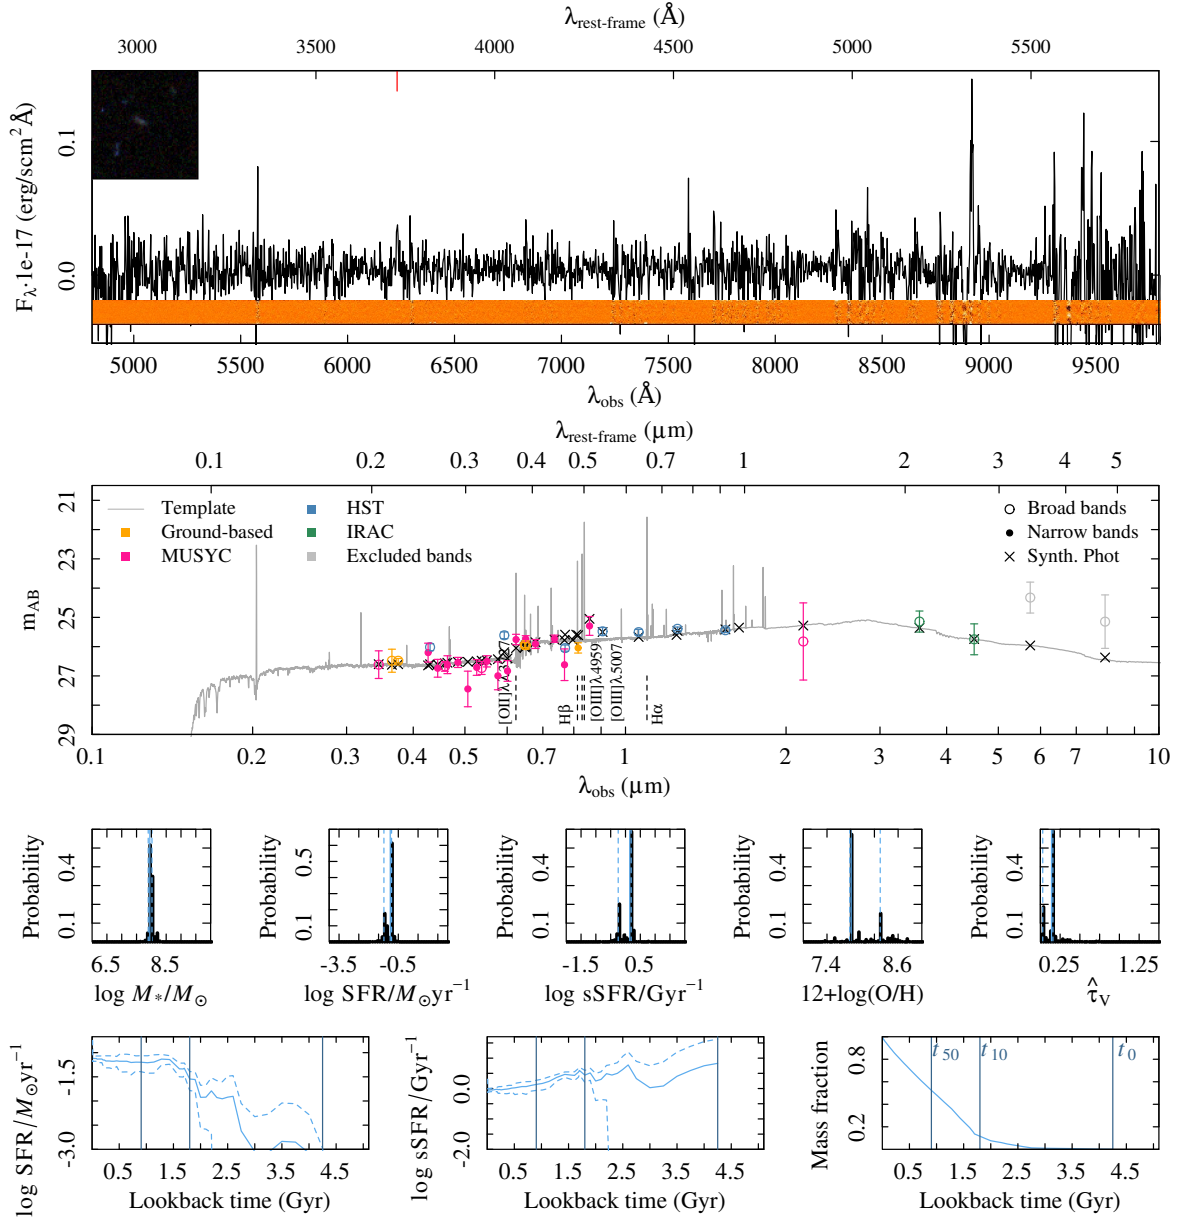 λrest-frame (Å)
3000 3250 3500 3750 4000 4250 4500 4750 5000 5250 5500
Fλ·1e-17 (erg/scm² Å)
0.0 0.1
5000 5500 6000 6500 7000 7500 8000 8500 9000 9500
λobs (Å)
λrest-frame (μm)
0.1 0.2 0.3 0.4 0.5 0.7 1 2 3 4 5
mAB
21
23
25
27
29
Template
Ground-based
MUSYC
HST
IRAC
Excluded bands
Broad bands
Narrow bands
Synth. Phot
[OII]λλ3727
Hβ
[OIII]λ4959
[OIII]λ5007
Hα
0.1 0.2 0.3 0.4 0.5 0.7 1 2 3 4 5 6 7 10
λobs (μm)
Probability
0.1 0.4
6.5 8.5
log M*/M⊙
Probability
0.1 0.5
-3.5 -0.5
log SFR/M⊙yr⁻¹
Probability
0.1 0.4
-1.5 0.5
log sSFR/Gyr⁻¹
Probability
0.1 0.4
7.4 8.6
12+log(O/H)
Probability
0.1 0.4
0.25 1.25
τ̂V
log SFR/M⊙yr⁻¹
-3.0 -1.5
0.5 1.5 2.5 3.5 4.5
Lookback time (Gyr)
log sSFR/Gyr⁻¹
-2.0 0.0
0.5 1.5 2.5 3.5 4.5
Lookback time (Gyr)
Mass fraction
0.2 0.8
t50 t10 t0
0.5 1.5 2.5 3.5 4.5
Lookback time (Gyr)